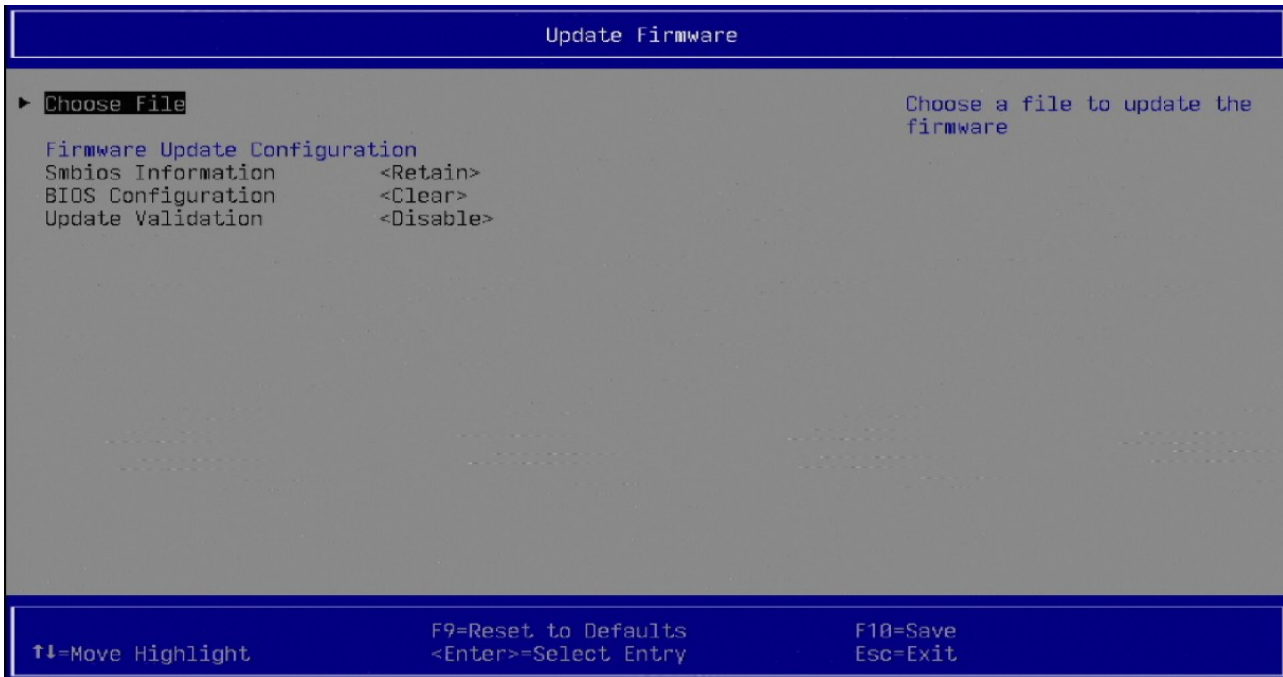 Update Firmware
► Choose File
Choose a file to update the
firmware
Firmware Update Configuration
Smbios Information <Retain>
BIOS Configuration <Clear>
Update Validation <Disable>
F9=Reset to Defaults F10=Save
↑↓=Move Highlight <Enter>=Select Entry Esc=Exit